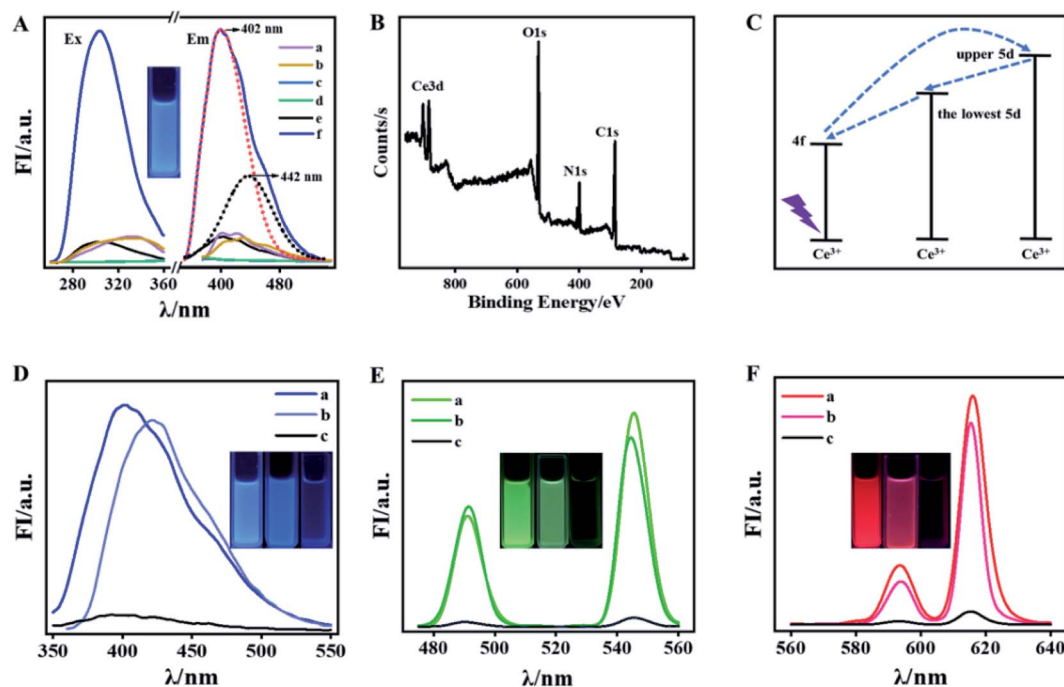 A
Ex
Em
402 nm
442 nm
a
b
c
d
e
f
FI/a.u.
280 320 360 400 480
λ/nm
B
O1s
Ce3d
C1s
N1s
Counts/s
800 600 400 200
Binding Energy/eV
C
upper 5d
the lowest 5d
4f
Ce³⁺ Ce³⁺ Ce³⁺
D
a
b
c
FI/a.u.
350 400 450 500 550
λ/nm
E
a
b
c
FI/a.u.
480 500 520 540 560
λ/nm
F
a
b
c
FI/a.u.
560 580 600 620 640
λ/nm